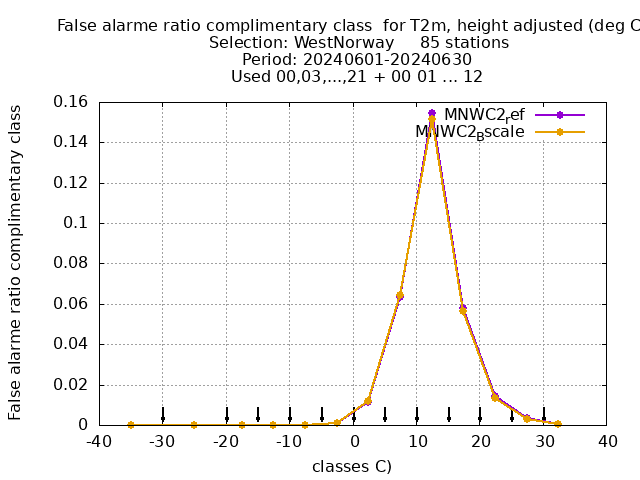 False alarme ratio complimentary class  for T2m, height adjusted (deg C
Selection: WestNorway     85 stations
Period: 20240601-20240630
Used 00,03,...,21 + 00 01 ... 12
False alarme ratio complimentary class
0.16
0.14
0.12
0.1
0.08
0.06
0.04
0.02
0
MNWC2ref
MNWC2Bscale
-40 -30 -20 -10 0 10 20 30 40
classes C)